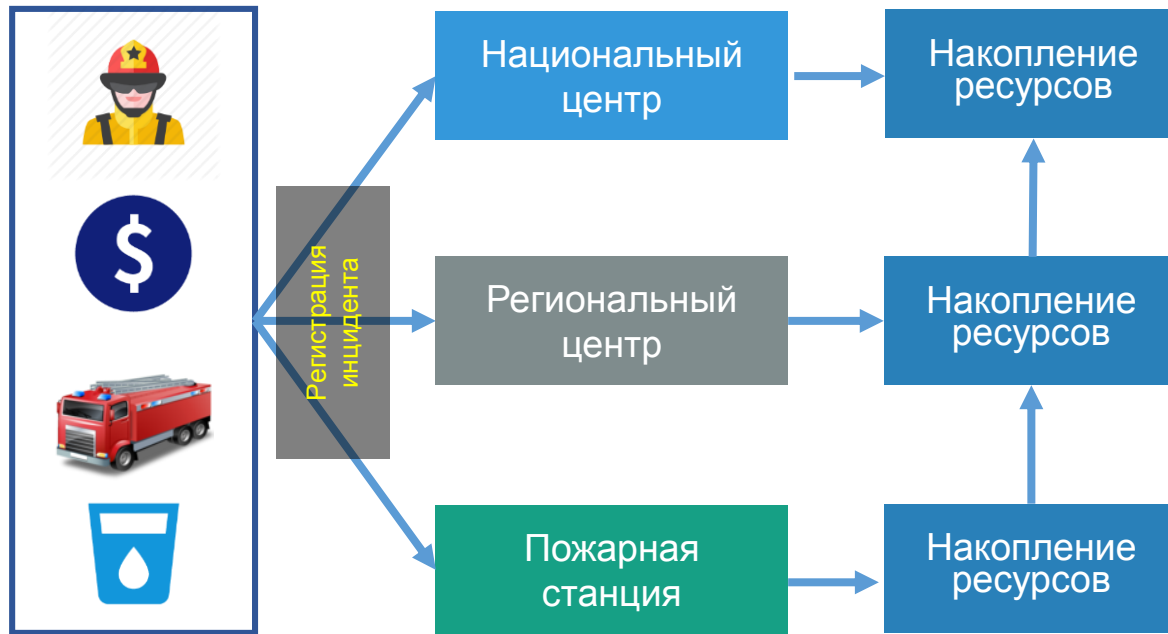 Национальный
центр
Накопление
ресурсов
$
Регистрация
инцидента
Региональный
центр
Накопление
ресурсов
Пожарная
станция
Накопление
ресурсов